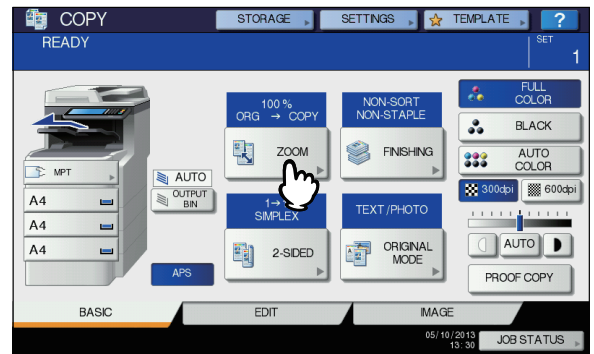 COPY
STORAGE
SETTINGS
TEMPLATE
?
READY
SET
1
100 %
ORG → COPY
ZOOM
NON-SORT
NON-STAPLE
FINISHING
FULL
COLOR
BLACK
AUTO
COLOR
300dpi
600dpi
MPT
A4
A4
A4
AUTO
OUTPUT
BIN
APS
1→
SIMPLEX
2-SIDED
TEXT/PHOTO
ORIGINAL
MODE
AUTO
PROOF COPY
BASIC
EDIT
IMAGE
05/10/2013
13:30
JOB STATUS